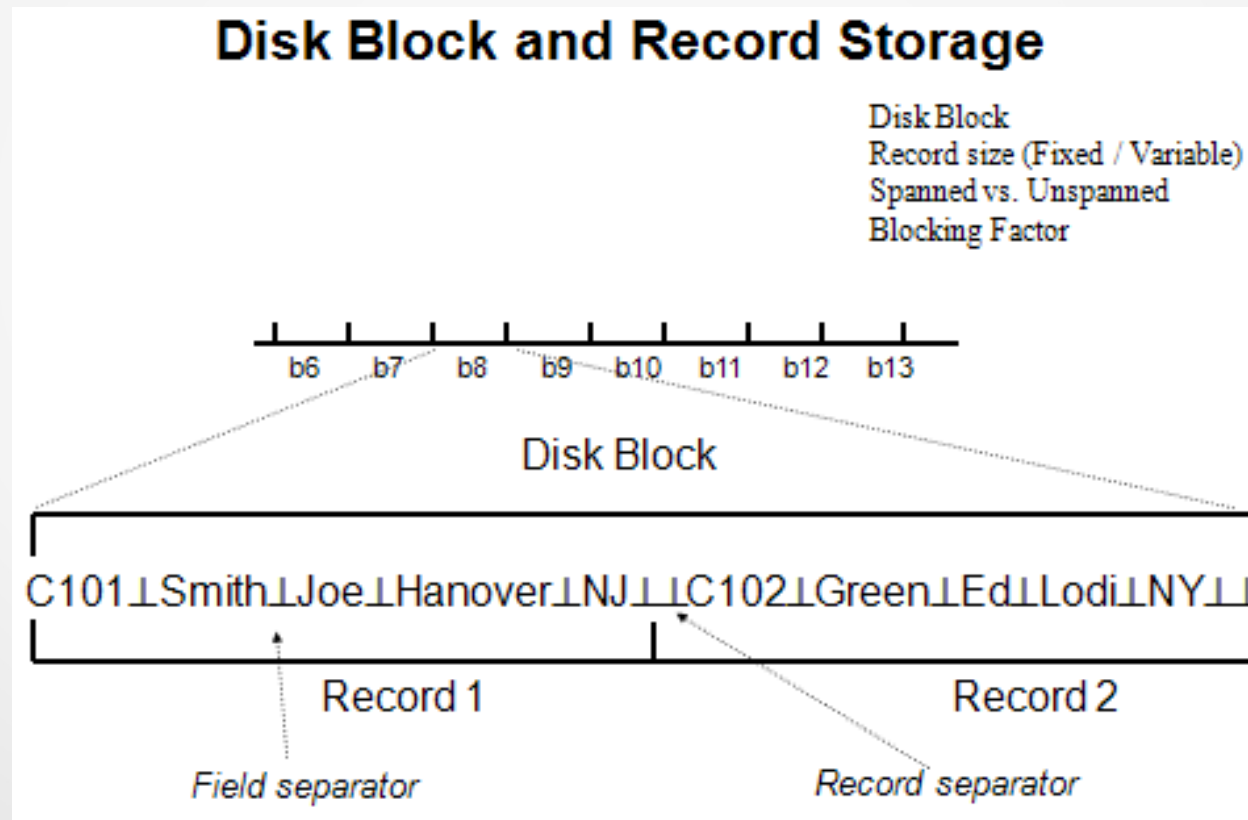 Disk Block and Record Storage
Disk Block
Record size (Fixed / Variable)
Spanned vs. Unspanned
Blocking Factor
b6 b7 b8 b9 b10 b11 b12 b13
Disk Block
C101⊥Smith⊥Joe⊥Hanover⊥NJ⊥⊥C102⊥Green⊥Ed⊥Lodi⊥NY⊥⊥
Record 1 Record 2
Field separator Record separator